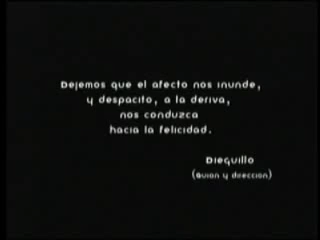 Dejemos que el afecto nos inunde,
y despacito, a la deriva,
nos conduzca
hacia la felicidad.
Dieguillo
(Guion y direccion)